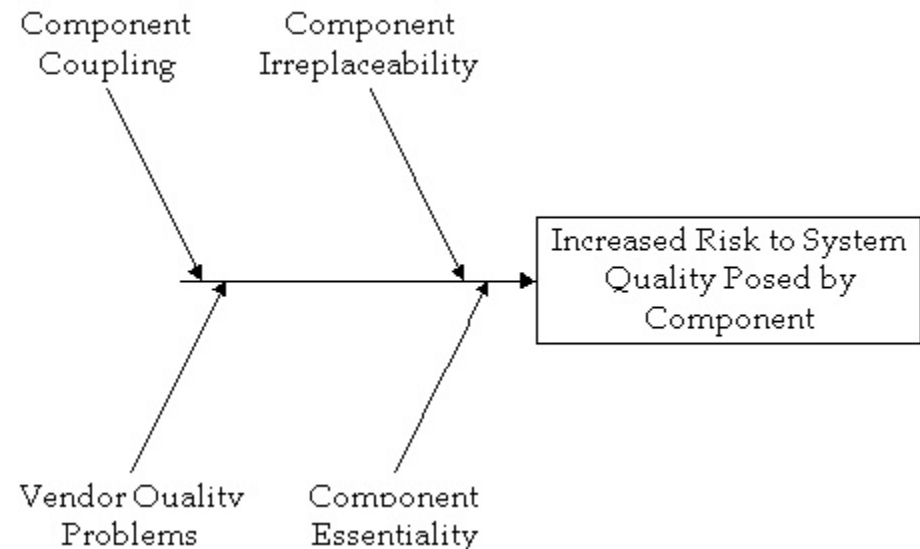 Component
Coupling
Component
Irreplaceability
Increased Risk to System
Quality Posed by
Component
Vendor Quality
Problems
Component
Essentiality